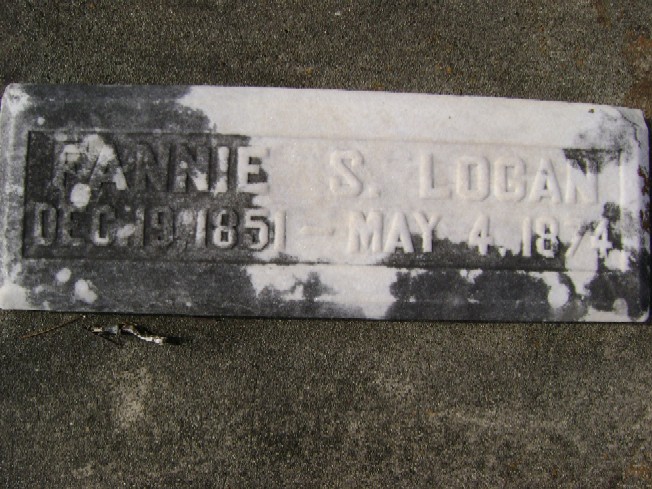 FANNIE S. LOGAN
DEC. 19, 1851 - MAY 4, 1874